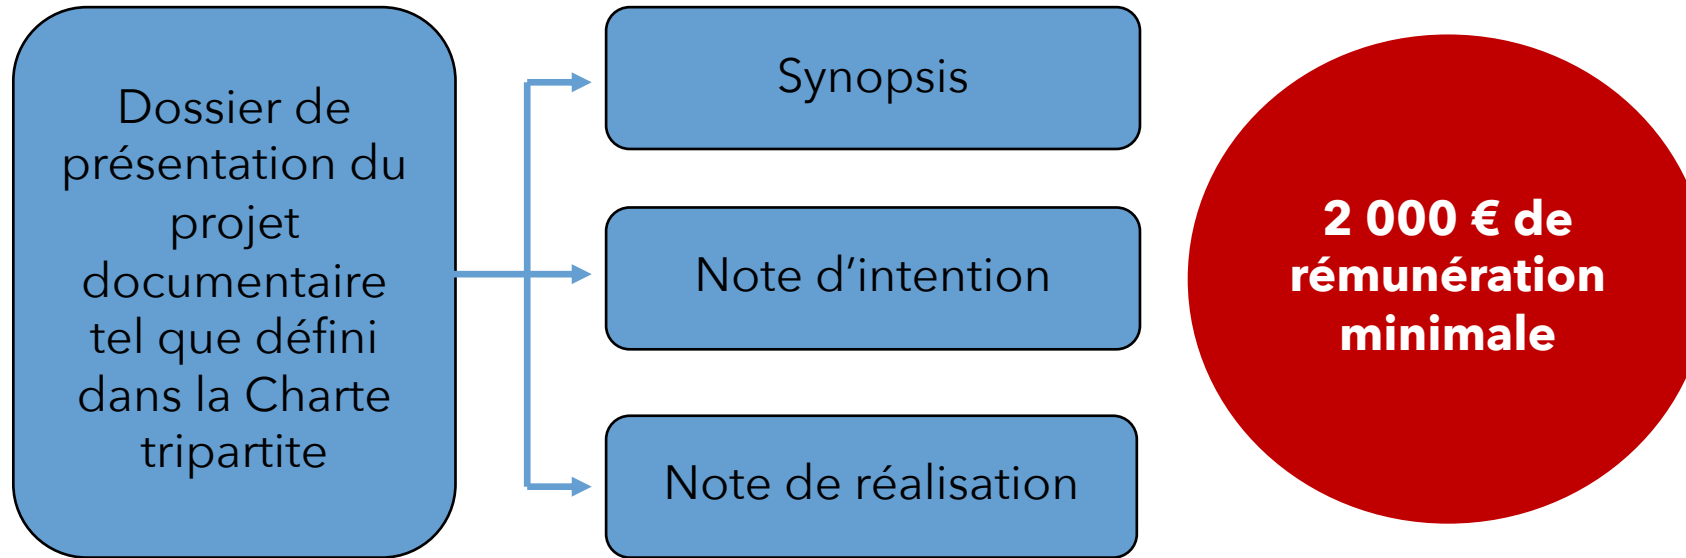 Dossier de
présentation du
projet
documentaire
tel que défini
dans la Charte
tripartite
Synopsis
Note d’intention
Note de réalisation
2 000 € de
rémunération
minimale